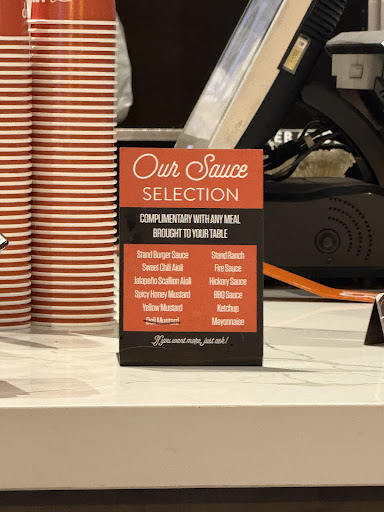 Our Sauce
SELECTION
COMPLIMENTARY WITH ANY MEAL
BROUGHT TO YOUR TABLE
Stand Burger Sauce
Sweet Chili Aioli
Jalapeño Scallion Aioli
Spicy Honey Mustard
Yellow Mustard
Deli Mustard
Stand Ranch
Fire Sauce
Hickory Sauce
BBQ Sauce
Ketchup
Mayonnaise
If you want more, just ask!